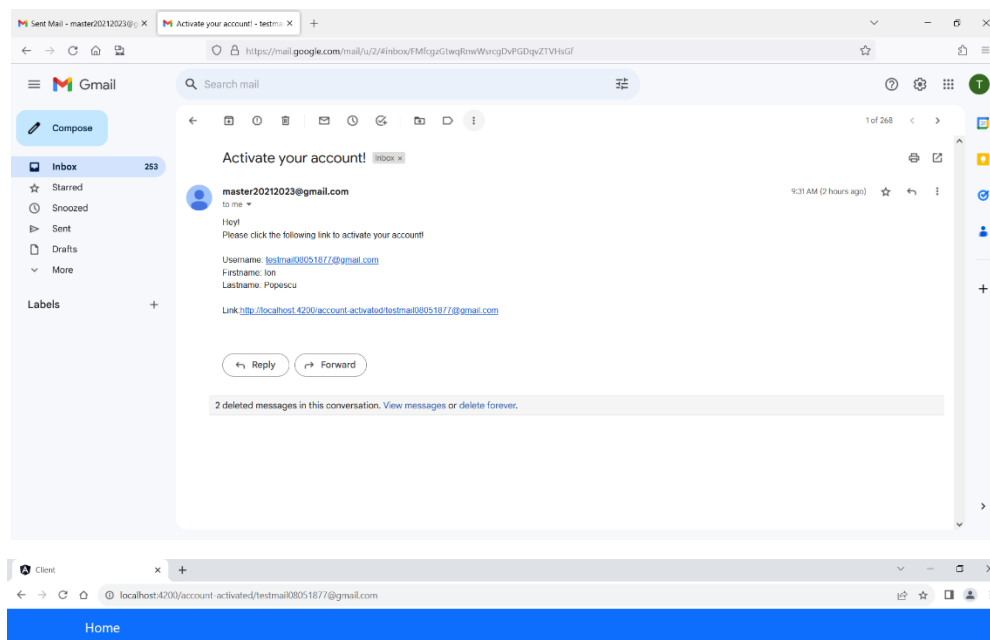 Sent Mail - master20212023@g
Activate your account! - testma
https://mail.google.com/mail/u/2/#inbox/FMfcgzGtwqRnwWsrcgDvPGDqvZTVHsGf
Gmail
Search mail
T
Compose
1 of 268
Inbox 253
Starred
Snoozed
Sent
Drafts
More
Labels
Activate your account! Inbox x
master20212023@gmail.com
9:31 AM (2 hours ago)
to me
Hey!
Please click the following link to activate your account!
Username: testmail08051877@gmail.com
Firstname: Ion
Lastname: Popescu
Link:http://localhost:4200/account-activated/testmail08051877@gmail.com
Reply
Forward
2 deleted messages in this conversation. View messages or delete forever.
Client
localhost:4200/account-activated/testmail08051877@gmail.com
Home